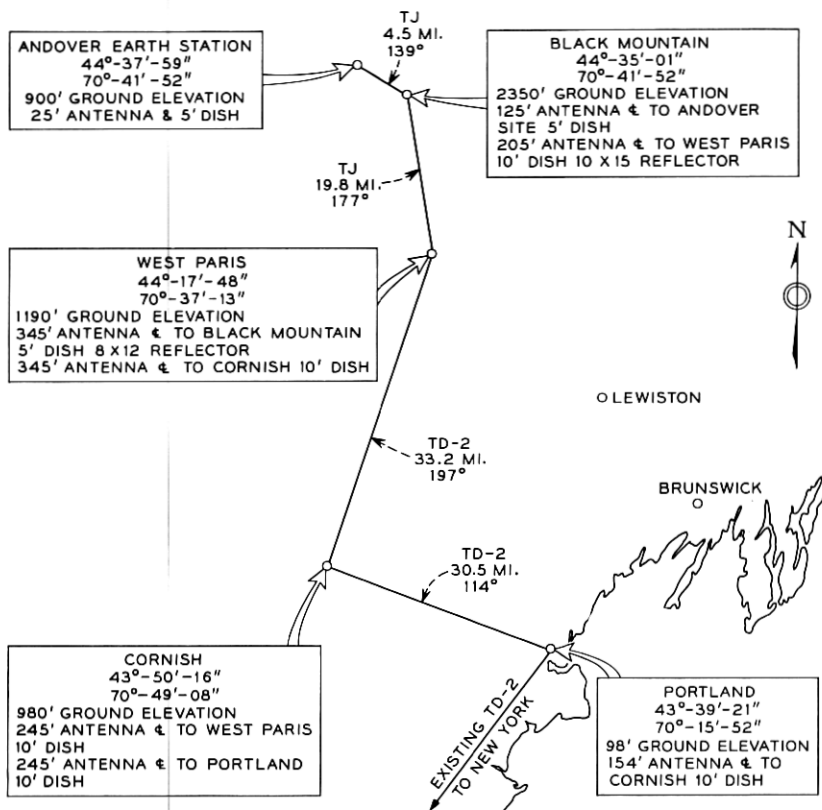 TJ
4.5 MI.
139°
ANDOVER EARTH STATION
44°-37'-59"
70°-41'-52"
900' GROUND ELEVATION
25' ANTENNA & 5' DISH
BLACK MOUNTAIN
44°-35'-01"
70°-41'-52"
2350' GROUND ELEVATION
125' ANTENNA ℄ TO ANDOVER
SITE 5' DISH
205' ANTENNA ℄ TO WEST PARIS
10' DISH 10 X 15 REFLECTOR
TJ
19.8 MI.
177°
N
WEST PARIS
44°-17'-48"
70°-37'-13"
1190' GROUND ELEVATION
345' ANTENNA ℄ TO BLACK MOUNTAIN
5' DISH 8 X 12 REFLECTOR
345' ANTENNA ℄ TO CORNISH 10' DISH
LEWISTON
TD-2
33.2 MI.
197°
BRUNSWICK
TD-2
30.5 MI.
114°
CORNISH
43°-50'-16"
70°-49'-08"
980' GROUND ELEVATION
245' ANTENNA ℄ TO WEST PARIS
10' DISH
245' ANTENNA ℄ TO PORTLAND
10' DISH
EXISTING TD-2
TO NEW YORK
PORTLAND
43°-39'-21"
70°-15'-52"
98' GROUND ELEVATION
154' ANTENNA ℄ TO
CORNISH 10' DISH